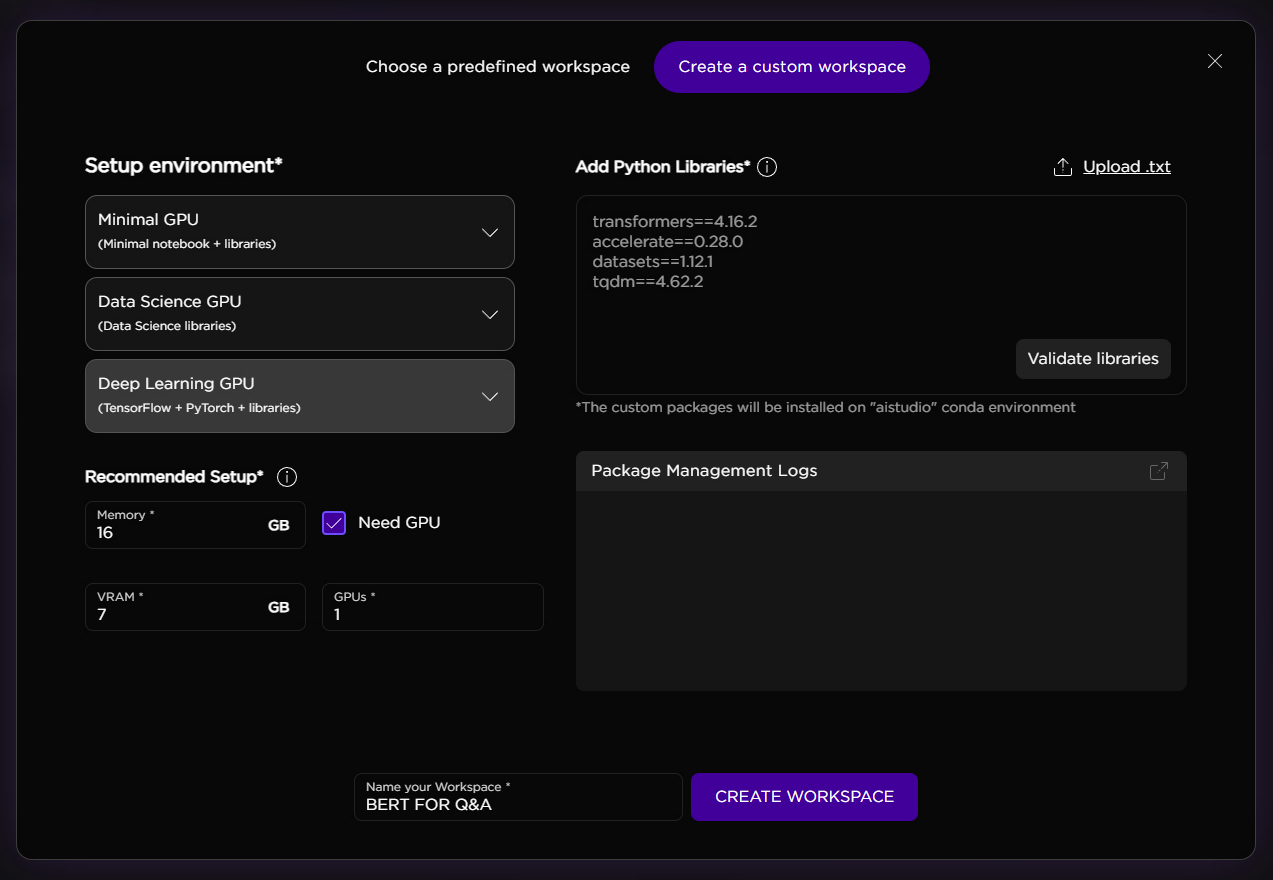 Choose a predefined workspace
Create a custom workspace
Setup environment*
Minimal GPU
(Minimal notebook + libraries)
Data Science GPU
(Data Science libraries)
Deep Learning GPU
(TensorFlow + PyTorch + libraries)
Recommended Setup*
Memory *
16
GB
Need GPU
VRAM *
7
GB
GPUs *
1
Add Python Libraries*
Upload .txt
transformers==4.16.2
accelerate==0.28.0
datasets==1.12.1
tqdm==4.62.2
Validate libraries
*The custom packages will be installed on "aistudio" conda environment
Package Management Logs
Name your Workspace *
BERT FOR Q&A
CREATE WORKSPACE